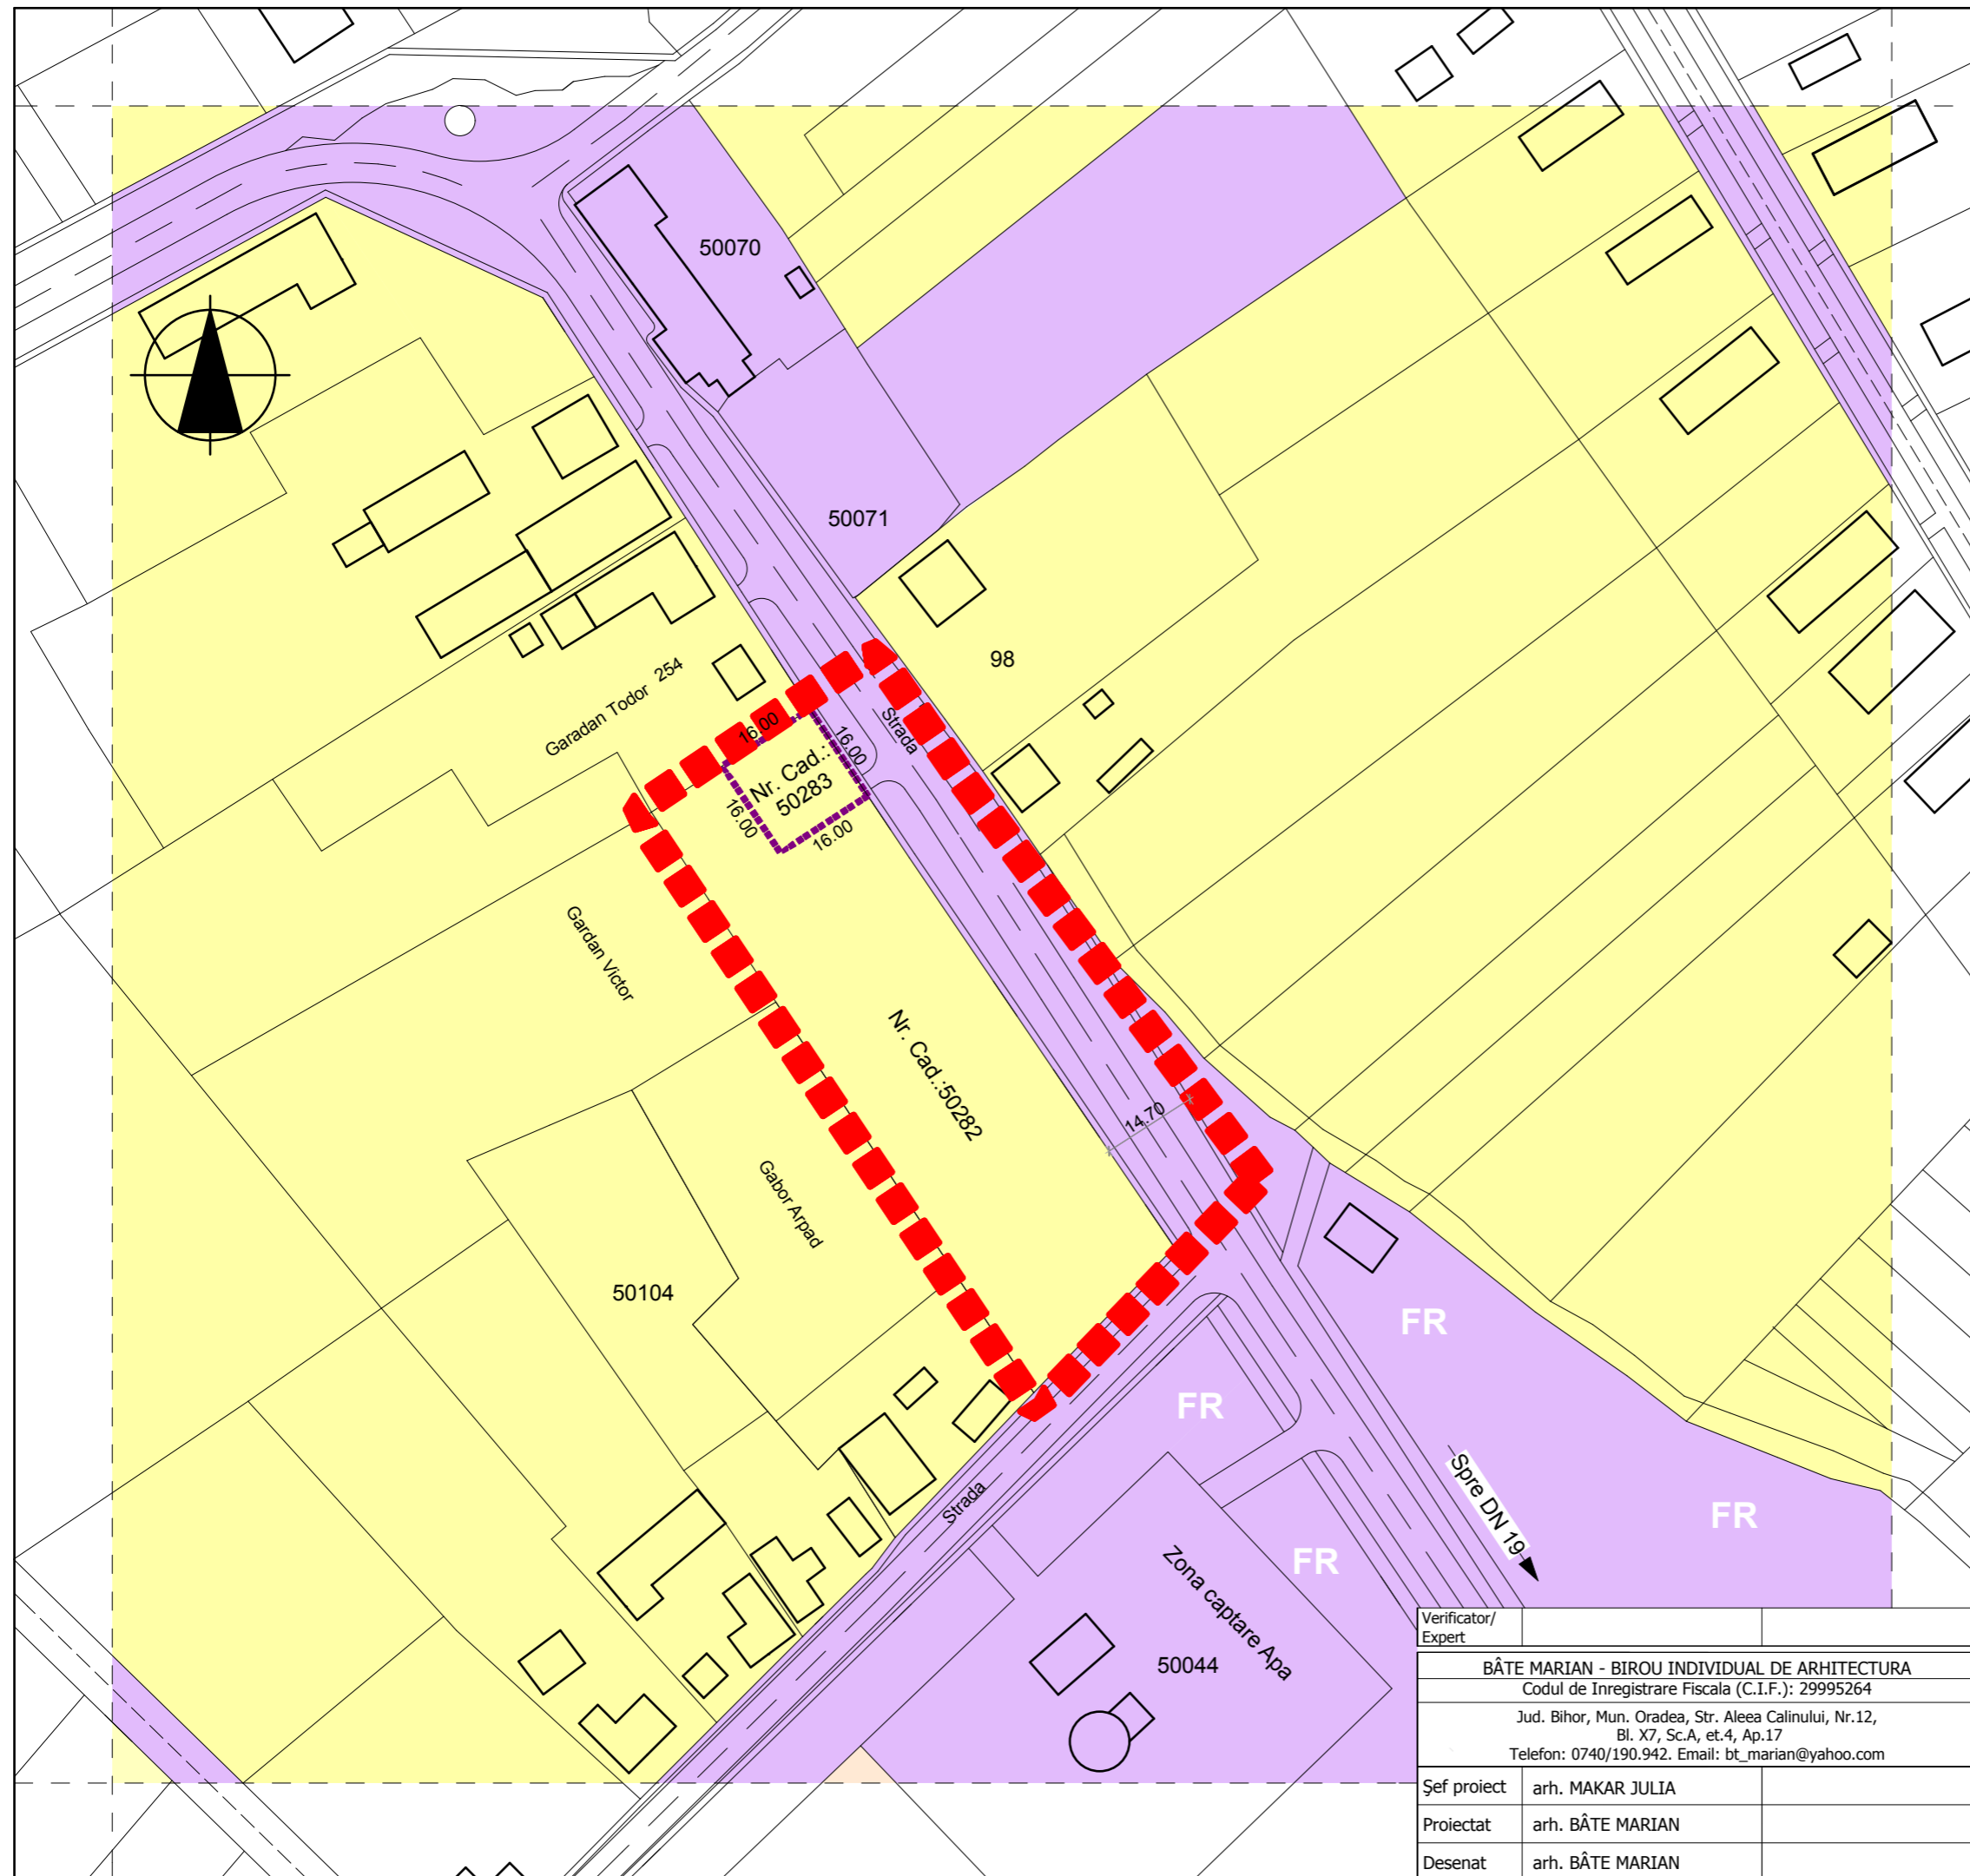 50070
50071
98
Garadan Todor 254
16.00
16.00
Strada
Nr. Cad.:
50283
16.00
16.00
Gardan Victor
Nr. Cad.:50282
14.70
Gabor Arpad
50104
FR
FR
Strada
Spre DN 19
FR
FR
Zona captare Apa
50044
Verificator/
Expert
BÂTE MARIAN - BIROU INDIVIDUAL DE ARHITECTURA
Codul de Inregistrare Fiscala (C.I.F.): 29995264
Jud. Bihor, Mun. Oradea, Str. Aleea Calinului, Nr.12,
Bl. X7, Sc.A, et.4, Ap.17
Telefon: 0740/190.942. Email: bt_marian@yahoo.com
Şef proiect arh. MAKAR JULIA
Proiectat arh. BÂTE MARIAN
Desenat arh. BÂTE MARIAN